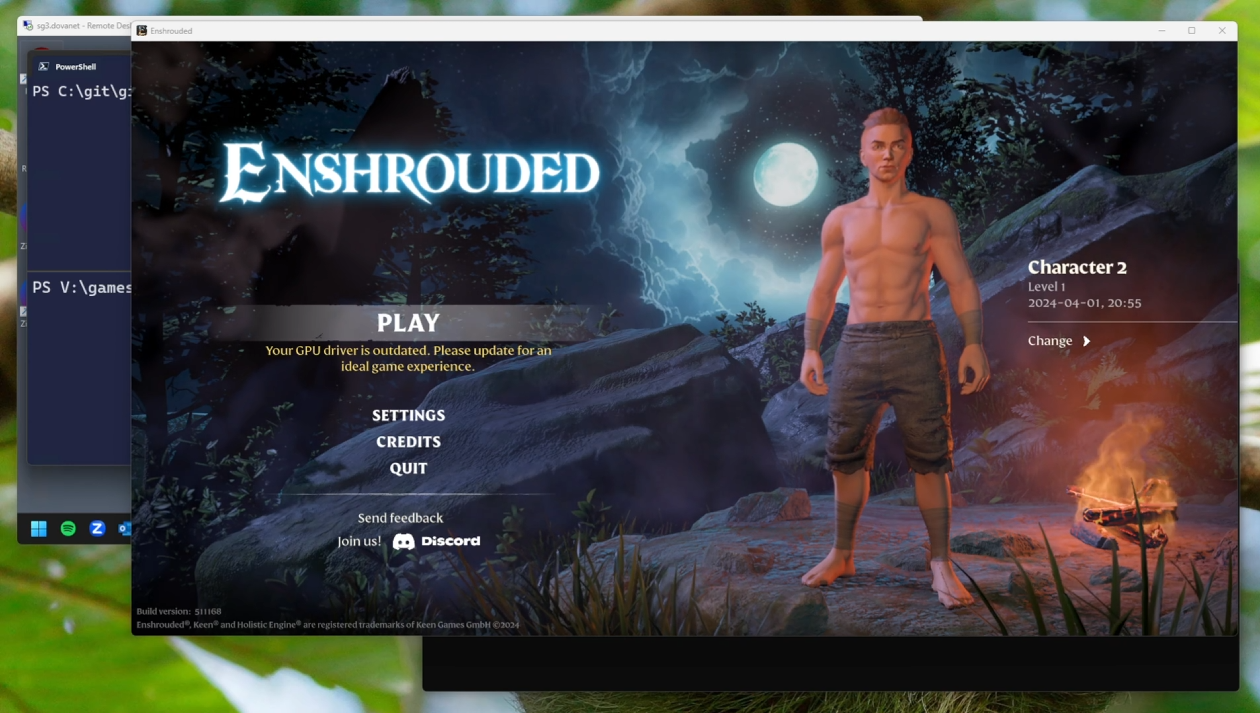 sg3.dovanet - Remote Des
Enshrouded
PowerShell
PS C:\git\gi
PS V:\games
ENSHROUDED
PLAY
Your GPU driver is outdated. Please update for an
ideal game experience.
SETTINGS
CREDITS
QUIT
Send feedback
Join us! Discord
Character 2
Level 1
2024-04-01, 20:55
Change
Build version: 511168
Enshrouded®, Keen® and Holistic Engine® are registered trademarks of Keen Games GmbH ©2024